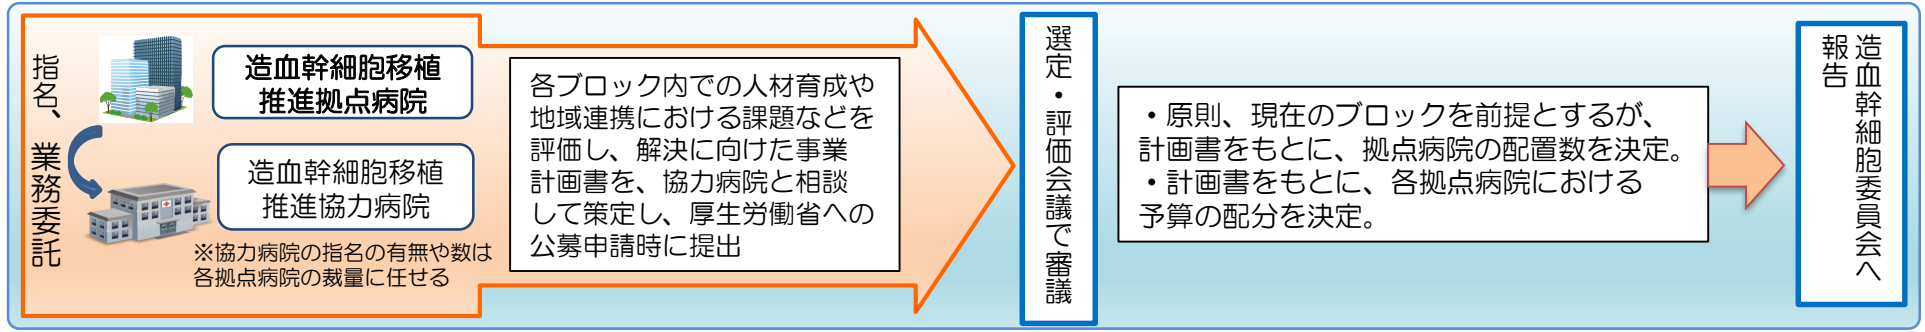 指名、業務委託
造血幹細胞移植
推進拠点病院
造血幹細胞移植
推進協力病院
※協力病院の指名の有無や数は
各拠点病院の裁量に任せる
各ブロック内での人材育成や
地域連携における課題などを
評価し、解決に向けた事業
計画書を、協力病院と相談
して策定し、厚生労働省への
公募申請時に提出
選定・評価会議で審議
・原則、現在のブロックを前提とするが、
計画書をもとに、拠点病院の配置数を決定。
・計画書をもとに、各拠点病院における
予算の配分を決定。
造血幹細胞委員会へ
報告